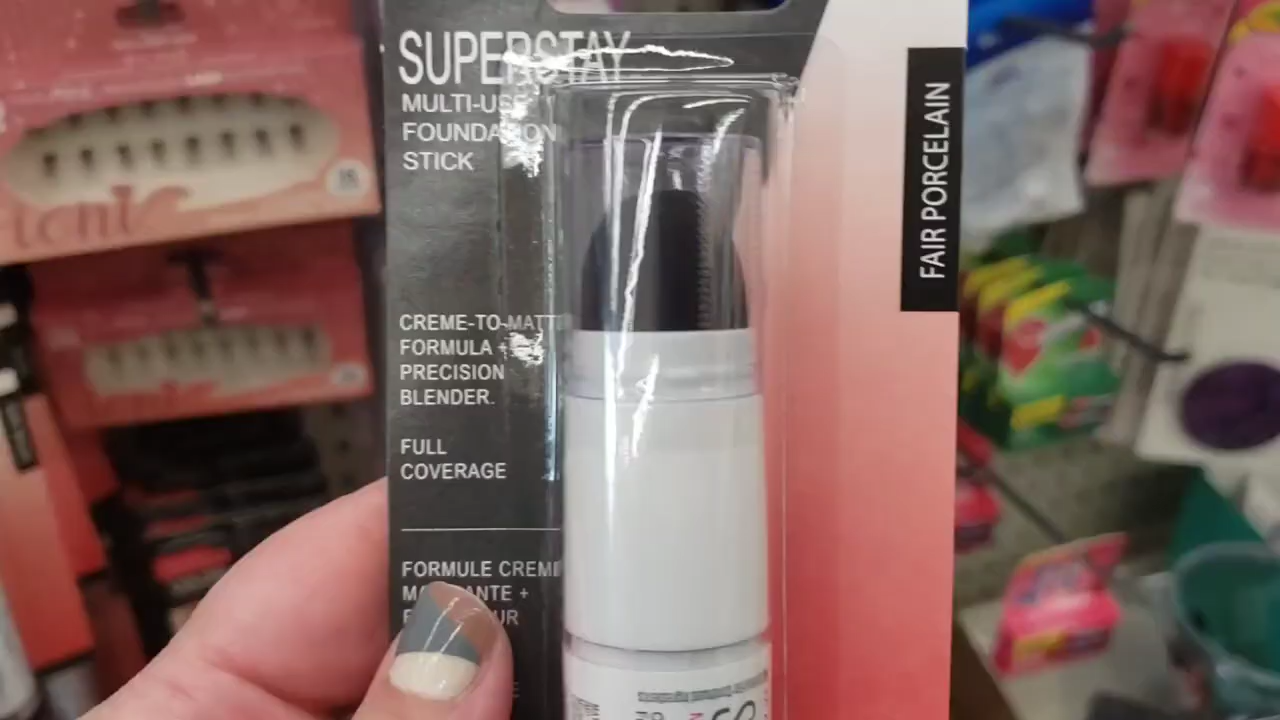 SUPERSTAY
MULTI-USE
FOUNDATION
STICK
CREME-TO-MATTE
FORMULA +
PRECISION
BLENDER.
FULL
COVERAGE
FORMULE CREME
+
FAIR PORCELAIN